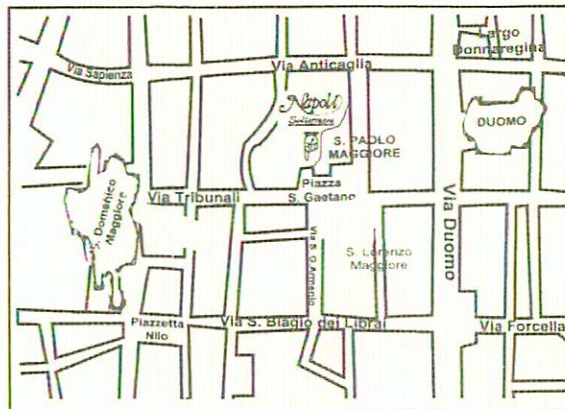 Largo
Donnaregina
Via Sapienza
Via Anticaglia
Napoli
Sotterranea
DUOMO
S. PAOLO
MAGGIORE
Piazza
S. Gaetano
Via Tribunali
S. Domenico
Maggiore
Via Duomo
Via S. G. Armeno
S. Lorenzo
Maggiore
Piazzetta
Nilo
Via S. Biagio dei Librai
Via Forcella